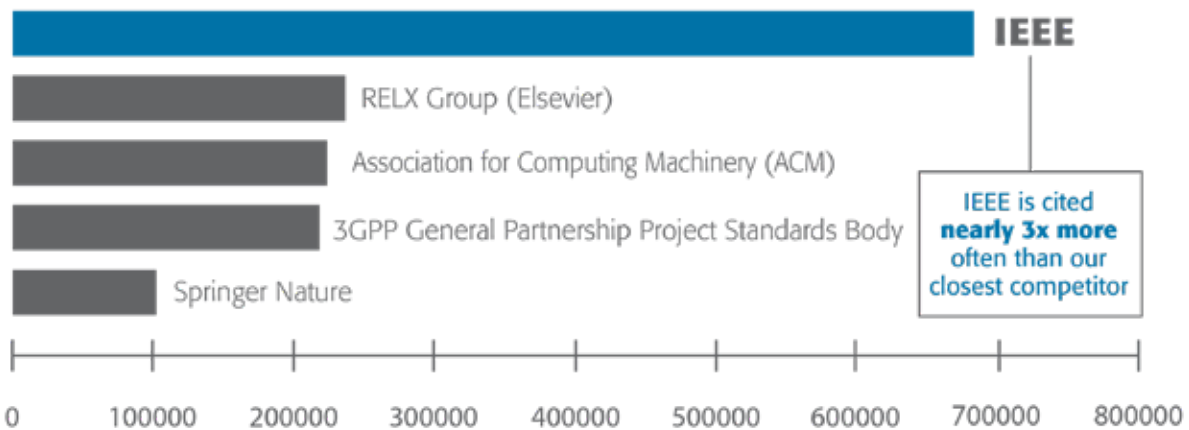 IEEE
RELX Group (Elsevier)
Association for Computing Machinery (ACM)
3GPP General Partnership Project Standards Body
Springer Nature
IEEE is cited
nearly 3x more
often than our
closest competitor
0 100000 200000 300000 400000 500000 600000 700000 800000